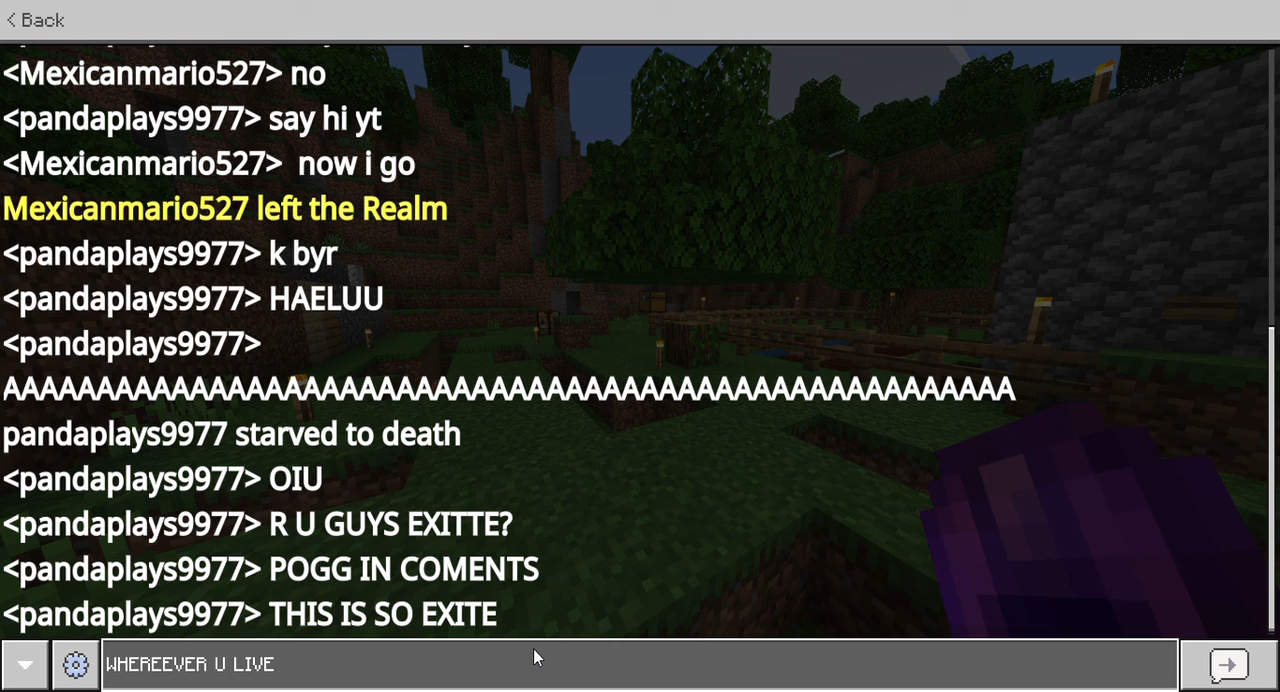 Back
<Mexicanmario527> no
<pandaplays9977> say hi yt
<Mexicanmario527> now i go
Mexicanmario527 left the Realm
<pandaplays9977> k byr
<pandaplays9977> HAELUU
<pandaplays9977>
AAAAAAAAAAAAAAAAAAAAAAAAAAAAAAAAAAAAAAAAAAAAAAAAAAAAAA
pandaplays9977 starved to death
<pandaplays9977> OIU
<pandaplays9977> R U GUYS EXITTE?
<pandaplays9977> POGG IN COMENTS
<pandaplays9977> THIS IS SO EXITE
WHEREEVER U LIVE